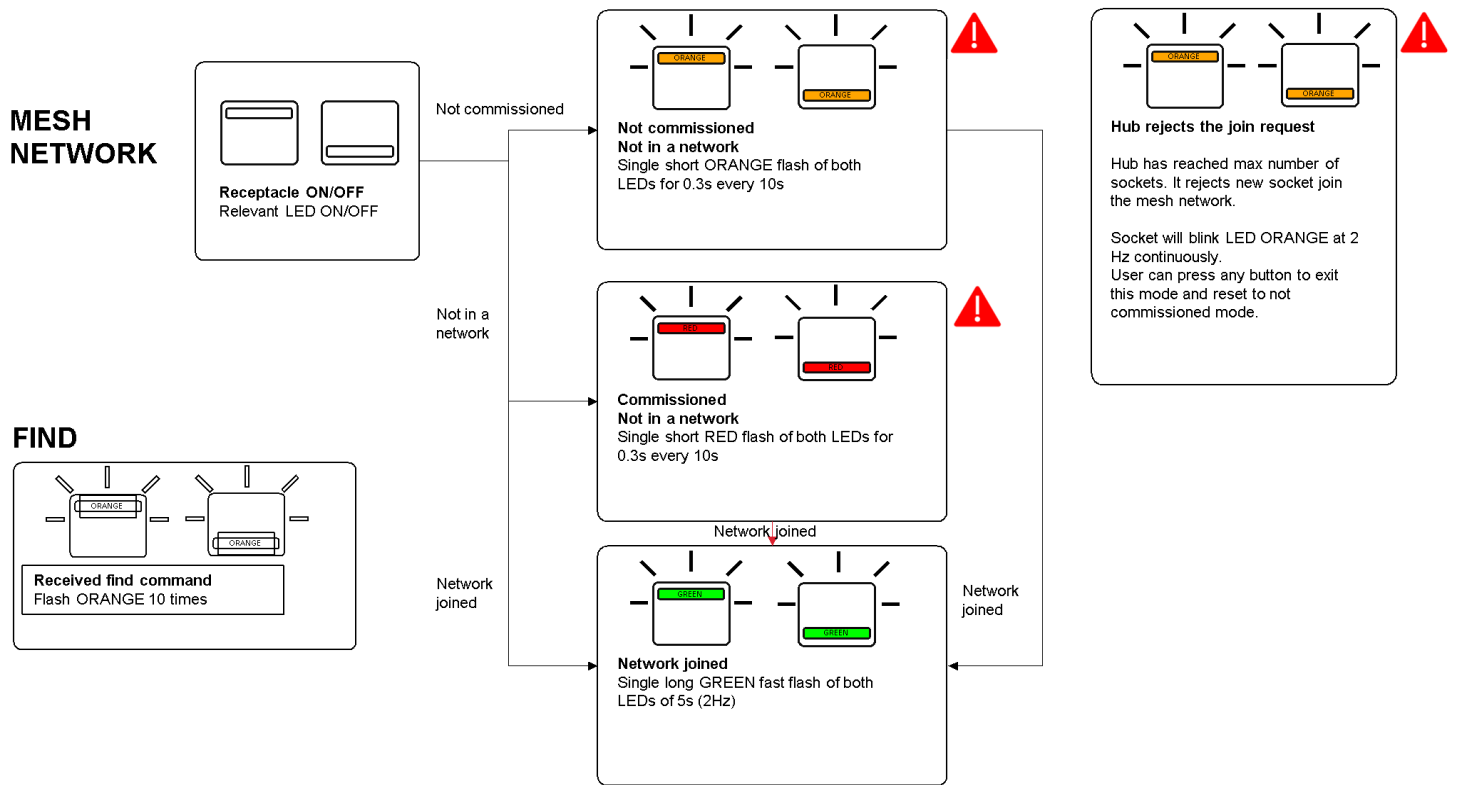 MESH
NETWORK
Receptacle ON/OFF
Relevant LED ON/OFF
Not commissioned
Not in a
network
Network
joined
ORANGE
ORANGE
Not commissioned
Not in a network
Single short ORANGE flash of both
LEDs for 0.3s every 10s
RED
RED
Commissioned
Not in a network
Single short RED flash of both LEDs for
0.3s every 10s
Network joined
GREEN
GREEN
Network joined
Single long GREEN fast flash of both
LEDs of 5s (2Hz)
Network
joined
ORANGE
ORANGE
Hub rejects the join request
Hub has reached max number of
sockets. It rejects new socket join
the mesh network.
Socket will blink LED ORANGE at 2
Hz continuously.
User can press any button to exit
this mode and reset to not
commissioned mode.
FIND
ORANGE
ORANGE
Received find command
Flash ORANGE 10 times